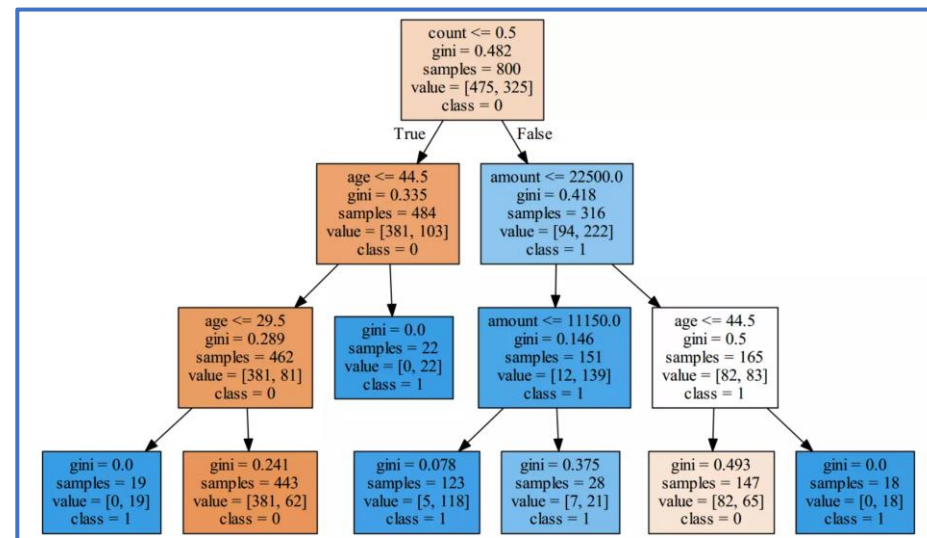 count <= 0.5
gini = 0.482
samples = 800
value = [475, 325]
class = 0
True
False
age <= 44.5
gini = 0.335
samples = 484
value = [381, 103]
class = 0
amount <= 22500.0
gini = 0.418
samples = 316
value = [94, 222]
class = 1
age <= 29.5
gini = 0.289
samples = 462
value = [381, 81]
class = 0
gini = 0.0
samples = 22
value = [0, 22]
class = 1
amount <= 11150.0
gini = 0.146
samples = 151
value = [12, 139]
class = 1
age <= 44.5
gini = 0.5
samples = 165
value = [82, 83]
class = 1
gini = 0.0
samples = 19
value = [0, 19]
class = 1
gini = 0.241
samples = 443
value = [381, 62]
class = 0
gini = 0.078
samples = 123
value = [5, 118]
class = 1
gini = 0.375
samples = 28
value = [7, 21]
class = 1
gini = 0.493
samples = 147
value = [82, 65]
class = 0
gini = 0.0
samples = 18
value = [0, 18]
class = 1